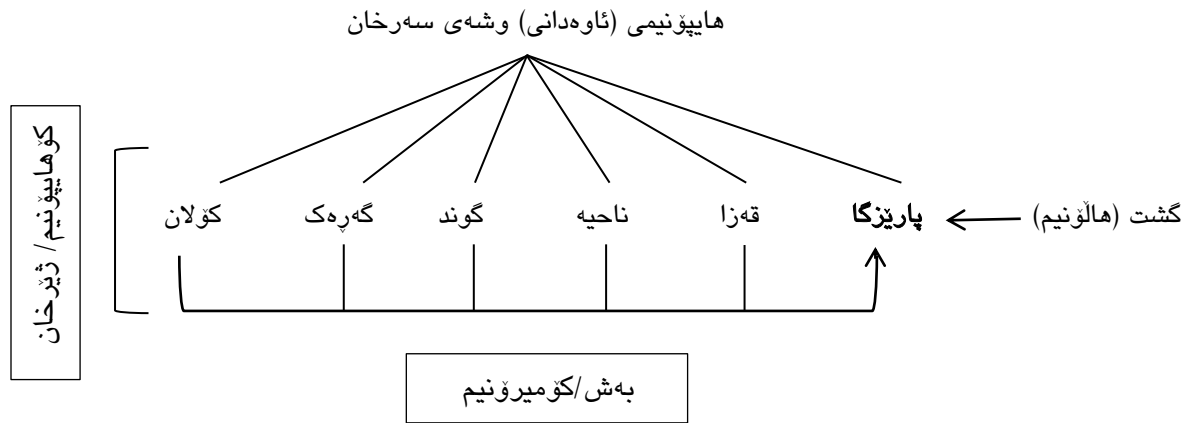 هایپۆنیمی (ئاوەدانی) وشەی سەرخان
گشت (هاڵۆنیم)
پارێزگا
قەزا
ناحیە
گوند
گەڕەک
کۆلان
کۆهایپۆنیم/ ژێرخان
بەش/کۆمیرۆنیم